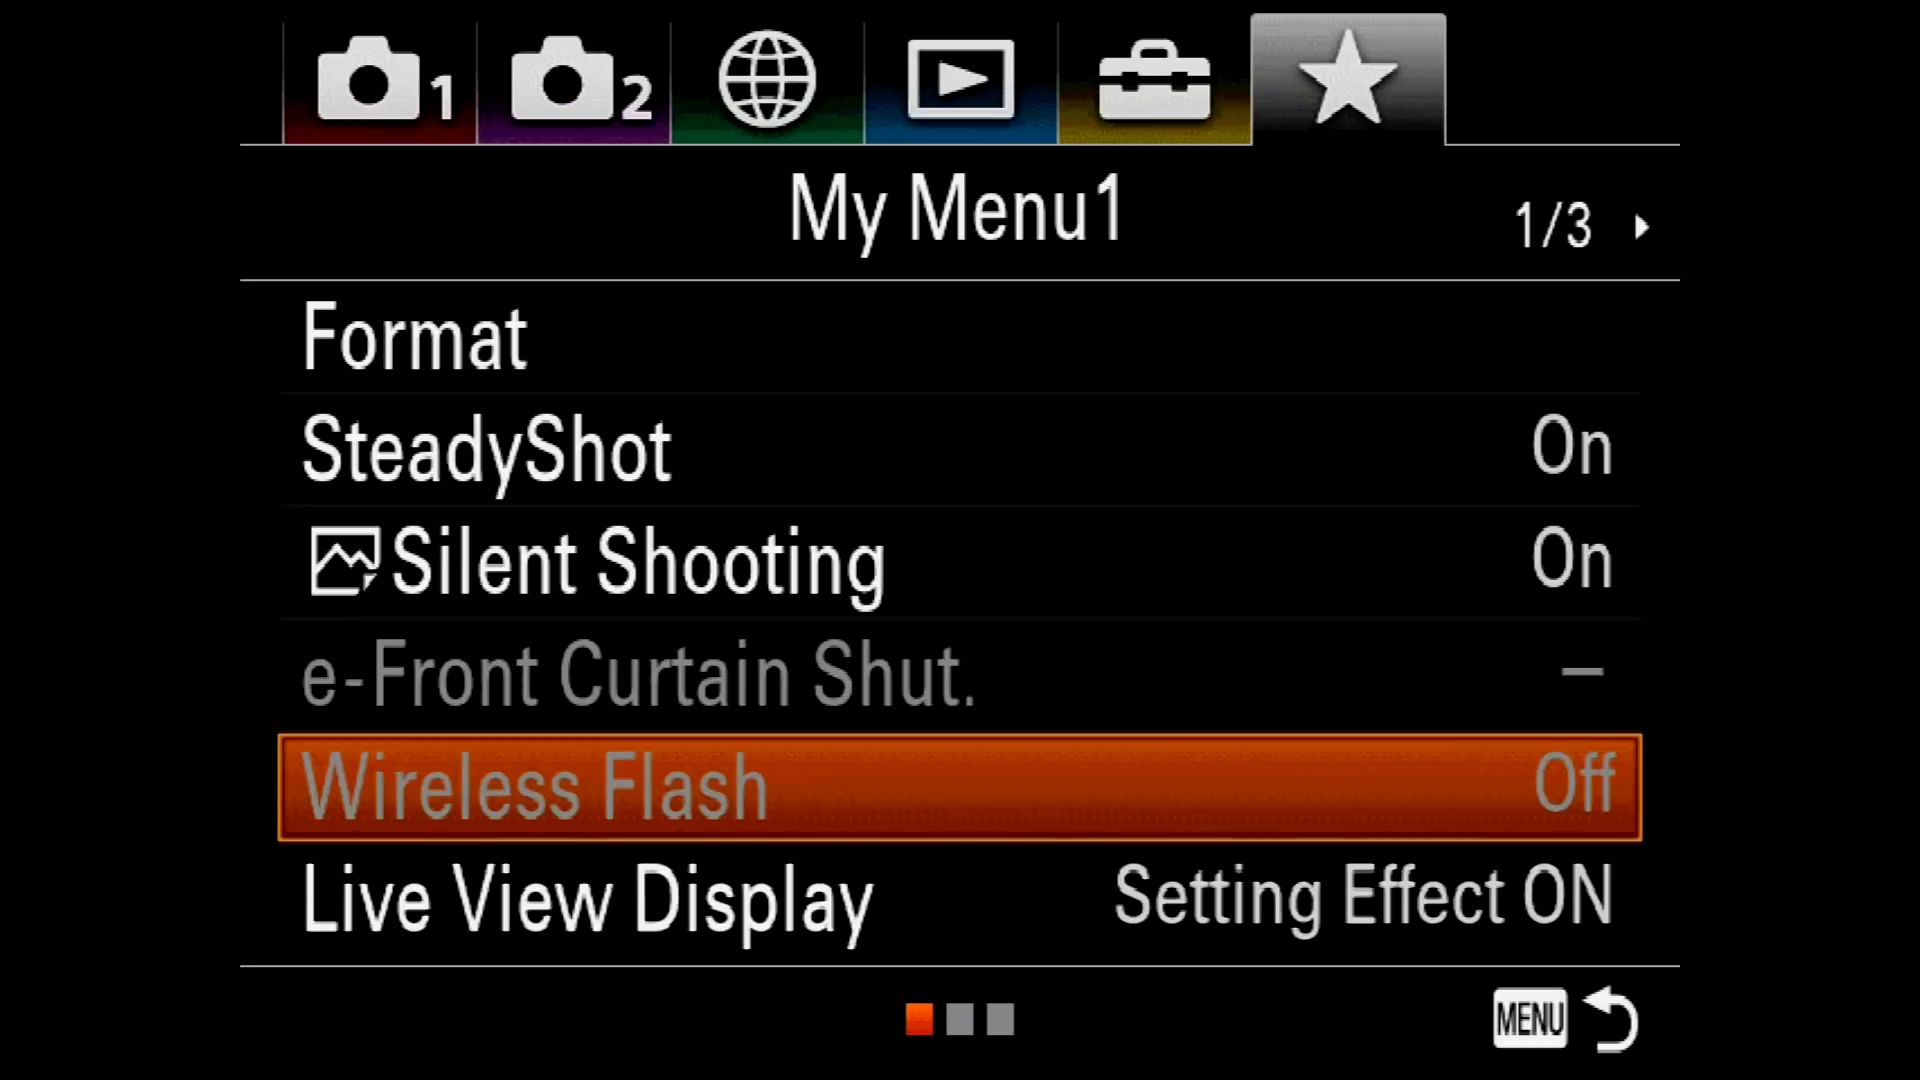 1 2
My Menu1
1/3
Format
SteadyShot On
Silent Shooting On
e-Front Curtain Shut. –
Wireless Flash Off
Live View Display Setting Effect ON
MENU